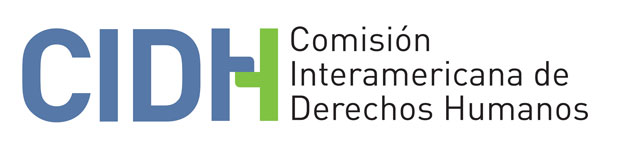 CIDH
Comisión
Interamericana de
Derechos Humanos